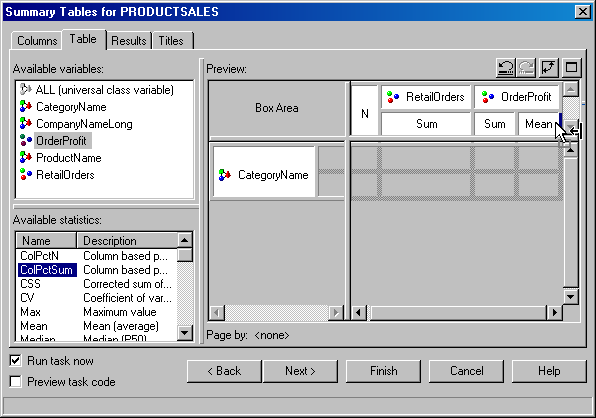 Summary Tables for PRODUCTSALES
Columns Table Results Titles
Available variables:
ALL (universal class variable)
CategoryName
CompanyNameLong
OrderProfit
ProductName
RetailOrders
Available statistics:
Name Description
ColPctN Column based p...
ColPctSum Column based p...
CSS Corrected sum of...
CV Coefficient of var...
Max Maximum value
Mean Mean (average)
Median Median (P50)
Preview:
Box Area
N
RetailOrders OrderProfit
Sum Sum Mean
CategoryName
Page by: <none>
Run task now
Preview task code
< Back Next > Finish Cancel Help